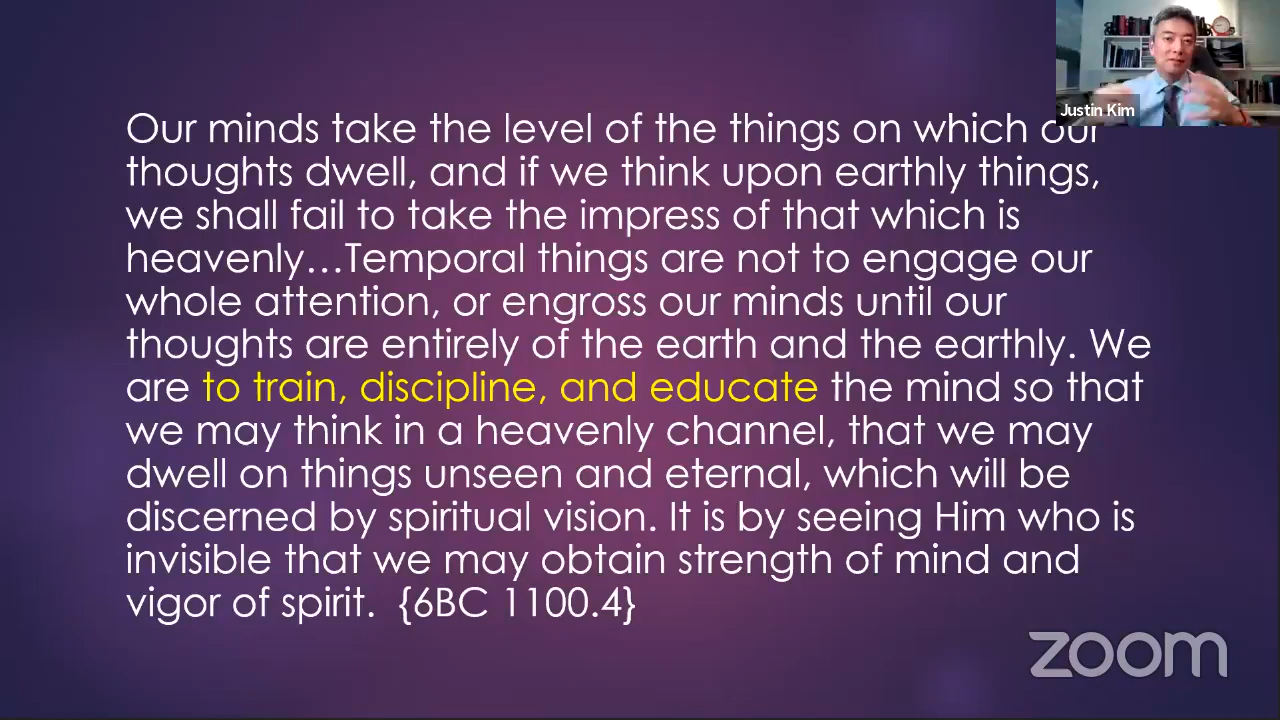 Justin Kim
Our minds take the level of the things on which our
thoughts dwell, and if we think upon earthly things,
we shall fail to take the impress of that which is
heavenly…Temporal things are not to engage our
whole attention, or engross our minds until our
thoughts are entirely of the earth and the earthly. We
are to train, discipline, and educate the mind so that
we may think in a heavenly channel, that we may
dwell on things unseen and eternal, which will be
discerned by spiritual vision. It is by seeing Him who is
invisible that we may obtain strength of mind and
vigor of spirit.  {6BC 1100.4}
zoom